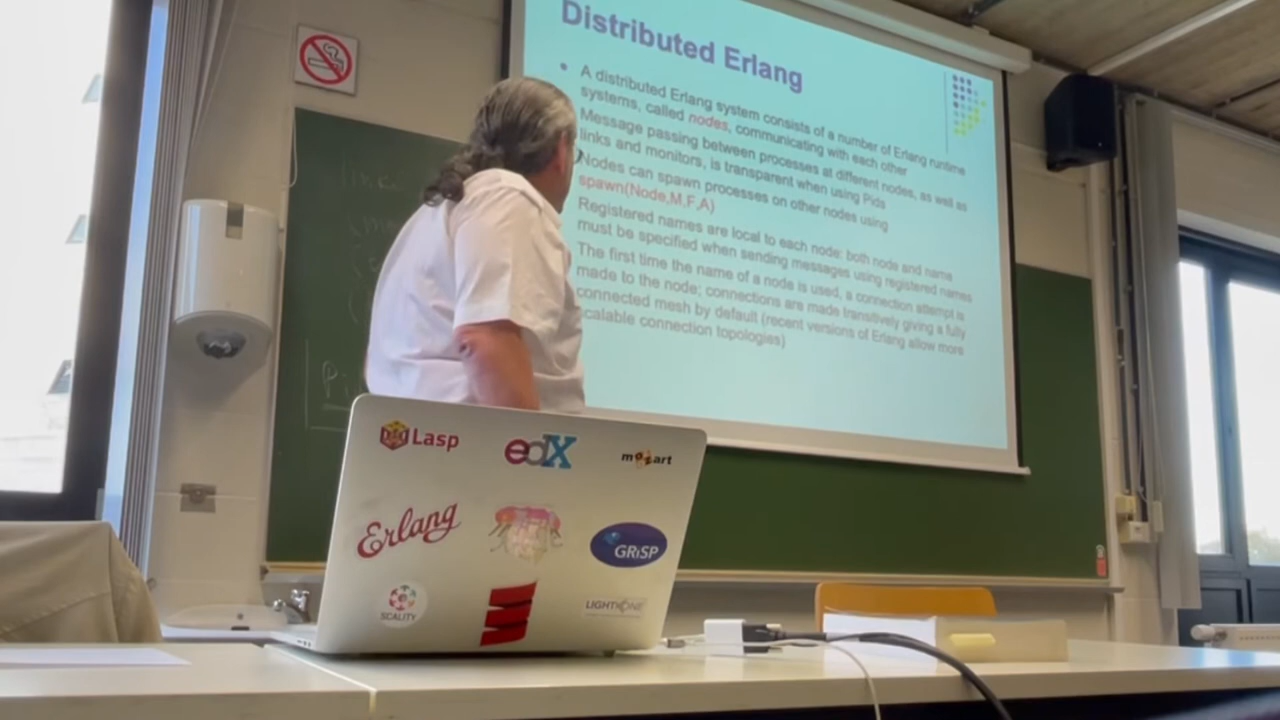 Distributed Erlang
A distributed Erlang system consists of a number of Erlang runtime
systems, called nodes, communicating with each other
Message passing between processes at different nodes, as well as
links and monitors, is transparent when using Pids
Nodes can spawn processes on other nodes using
spawn(Node,M,F,A)
Registered names are local to each node: both node and name
must be specified when sending messages using registered names
The first time the name of a node is used, a connection attempt is
made to the node; connections are made transitively giving a fully
connected mesh by default (recent versions of Erlang allow more
scalable connection topologies)
Lasp
edX
mozart
Erlang
GRiSP
SCALITY
LIGHTKONE